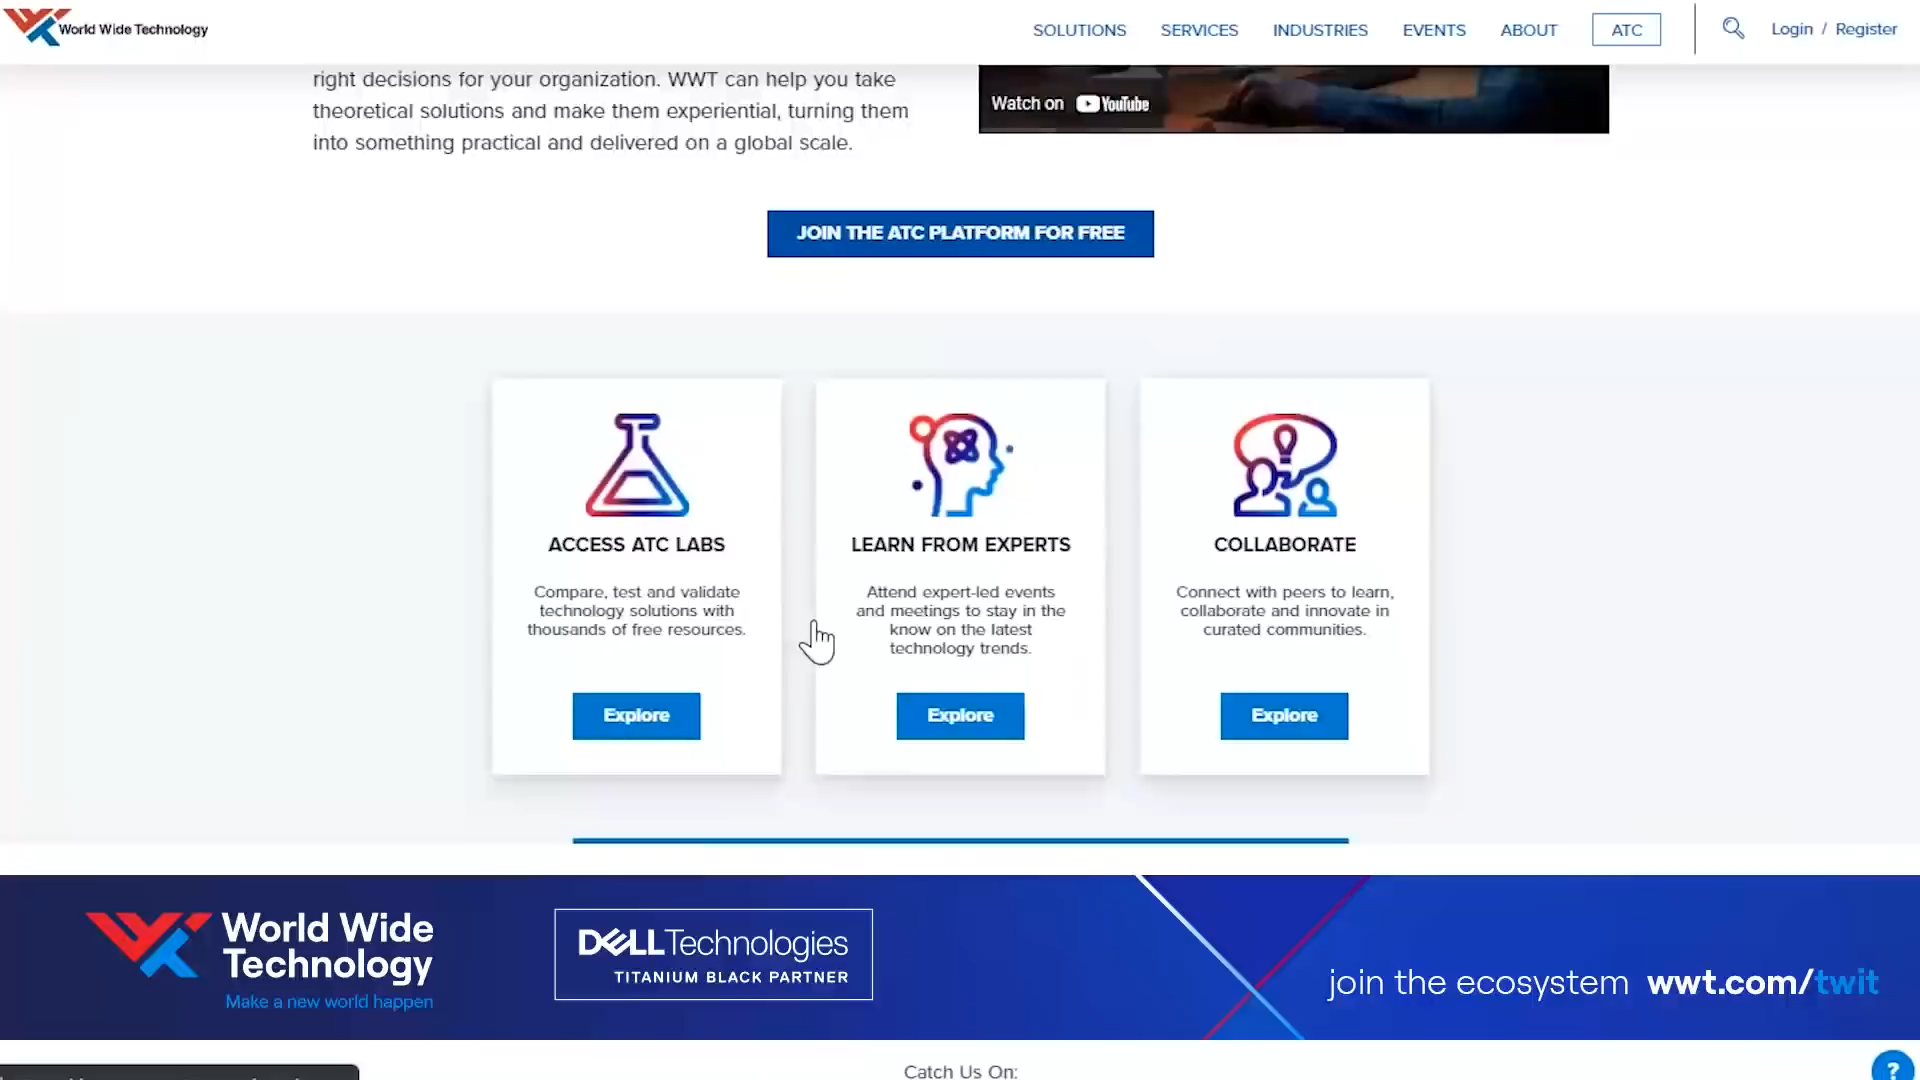 World Wide Technology
SOLUTIONS SERVICES INDUSTRIES EVENTS ABOUT ATC Login / Register
right decisions for your organization. WWT can help you take
theoretical solutions and make them experiential, turning them
into something practical and delivered on a global scale.
Watch on YouTube
JOIN THE ATC PLATFORM FOR FREE
ACCESS ATC LABS
Compare, test and validate
technology solutions with
thousands of free resources.
Explore
LEARN FROM EXPERTS
Attend expert-led events
and meetings to stay in the
know on the latest
technology trends.
Explore
COLLABORATE
Connect with peers to learn,
collaborate and innovate in
curated communities.
Explore
World Wide
Technology
Make a new world happen
DELLTechnologies
TITANIUM BLACK PARTNER
join the ecosystem wwt.com/twit
Catch Us On:
?